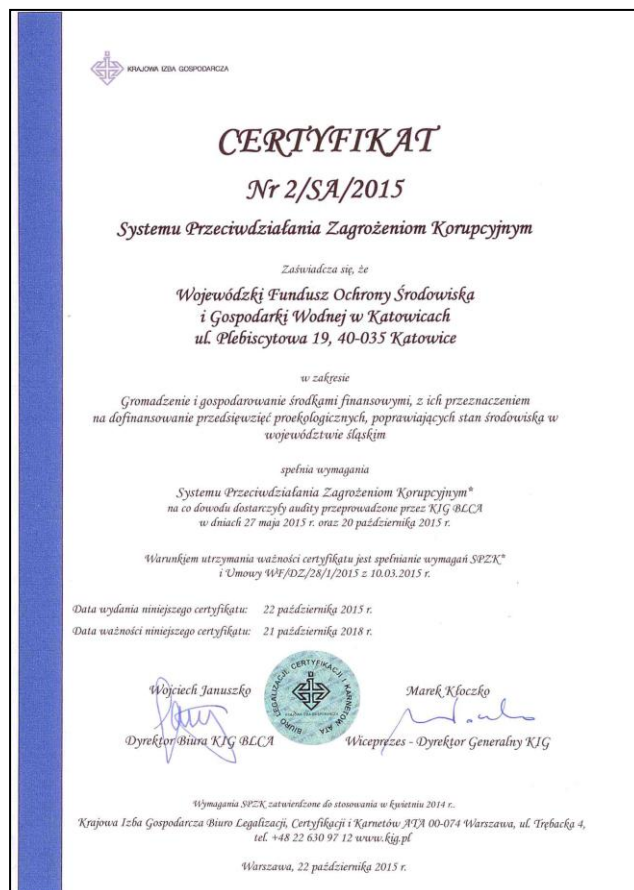 KRAJOWA IZBA GOSPODARCZA
CERTYFIKAT
Nr 2/SA/2015
Systemu Przeciwdziałania Zagrożeniom Korupcyjnym
Zaświadcza się, że
Wojewódzki Fundusz Ochrony Środowiska
i Gospodarki Wodnej w Katowicach
ul. Plebiscytowa 19, 40-035 Katowice
w zakresie
Gromadzenie i gospodarowanie środkami finansowymi, z ich przeznaczeniem
na dofinansowanie przedsięwzięć proekologicznych, poprawiających stan środowiska w
województwie śląskim
spełnia wymagania
Systemu Przeciwdziałania Zagrożeniom Korupcyjnym*
na co dowodu dostarczyły audity przeprowadzone przez KIG BLCA
w dniach 27 maja 2015 r. oraz 20 października 2015 r.
Warunkiem utrzymania ważności certyfikatu jest spełnianie wymagań SPZK*
i Umowy WF/DZ/28/1/2015 z 10.03.2015 r.
Data wydania niniejszego certyfikatu: 22 października 2015 r.
Data ważności niniejszego certyfikatu: 21 października 2018 r.
Wojciech Januszko
Marek Kłoczko
BIURO LEGALIZACJI, CERTYFIKACJI I KARNETÓW ATA
KRAJOWA IZBA GOSPODARCZA
Dyrektor Biura KIG BLCA
Wiceprezes - Dyrektor Generalny KIG
Wymagania SPZK zatwierdzone do stosowania w kwietniu 2014 r..
Krajowa Izba Gospodarcza Biuro Legalizacji, Certyfikacji i Karnetów ATA 00-074 Warszawa, ul. Trębacka 4,
tel. +48 22 630 97 12 www.kig.pl
Warszawa, 22 października 2015 r.